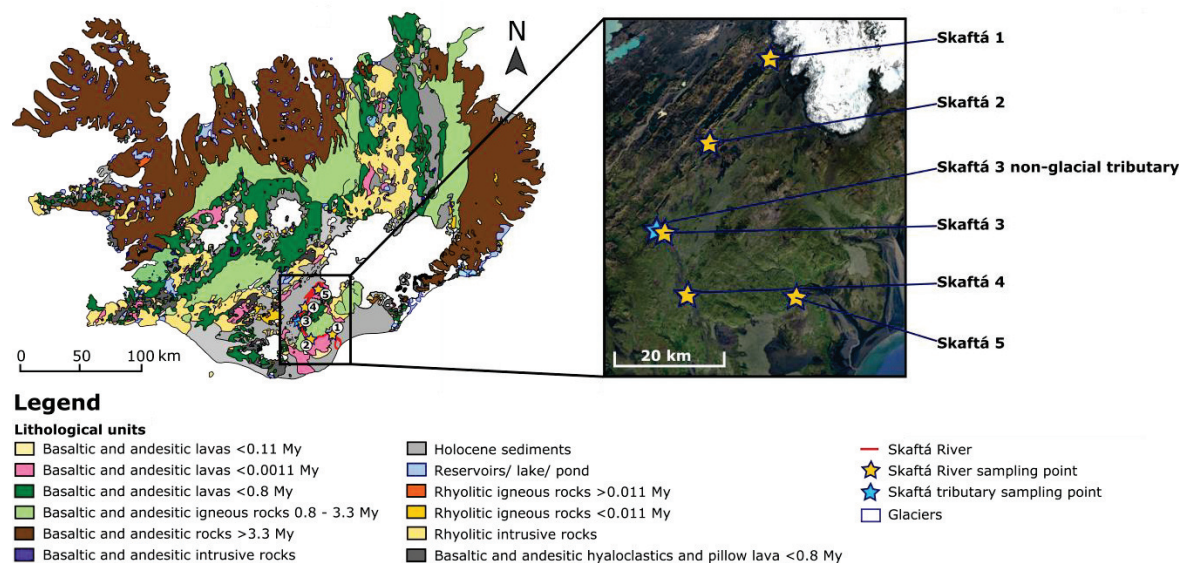 N
0 50 100 km
5
4
3
1
2
Skaftá 1
Skaftá 2
Skaftá 3 non-glacial tributary
Skaftá 3
Skaftá 4
Skaftá 5
20 km
Legend
Lithological units
Basaltic and andesitic lavas <0.11 My
Basaltic and andesitic lavas <0.0011 My
Basaltic and andesitic lavas <0.8 My
Basaltic and andesitic igneous rocks 0.8 - 3.3 My
Basaltic and andesitic rocks >3.3 My
Basaltic and andesitic intrusive rocks
Holocene sediments
Reservoirs/ lake/ pond
Rhyolitic igneous rocks >0.011 My
Rhyolitic igneous rocks <0.011 My
Rhyolitic intrusive rocks
Basaltic and andesitic hyaloclastics and pillow lava <0.8 My
Skaftá River
Skaftá River sampling point
Skaftá tributary sampling point
Glaciers